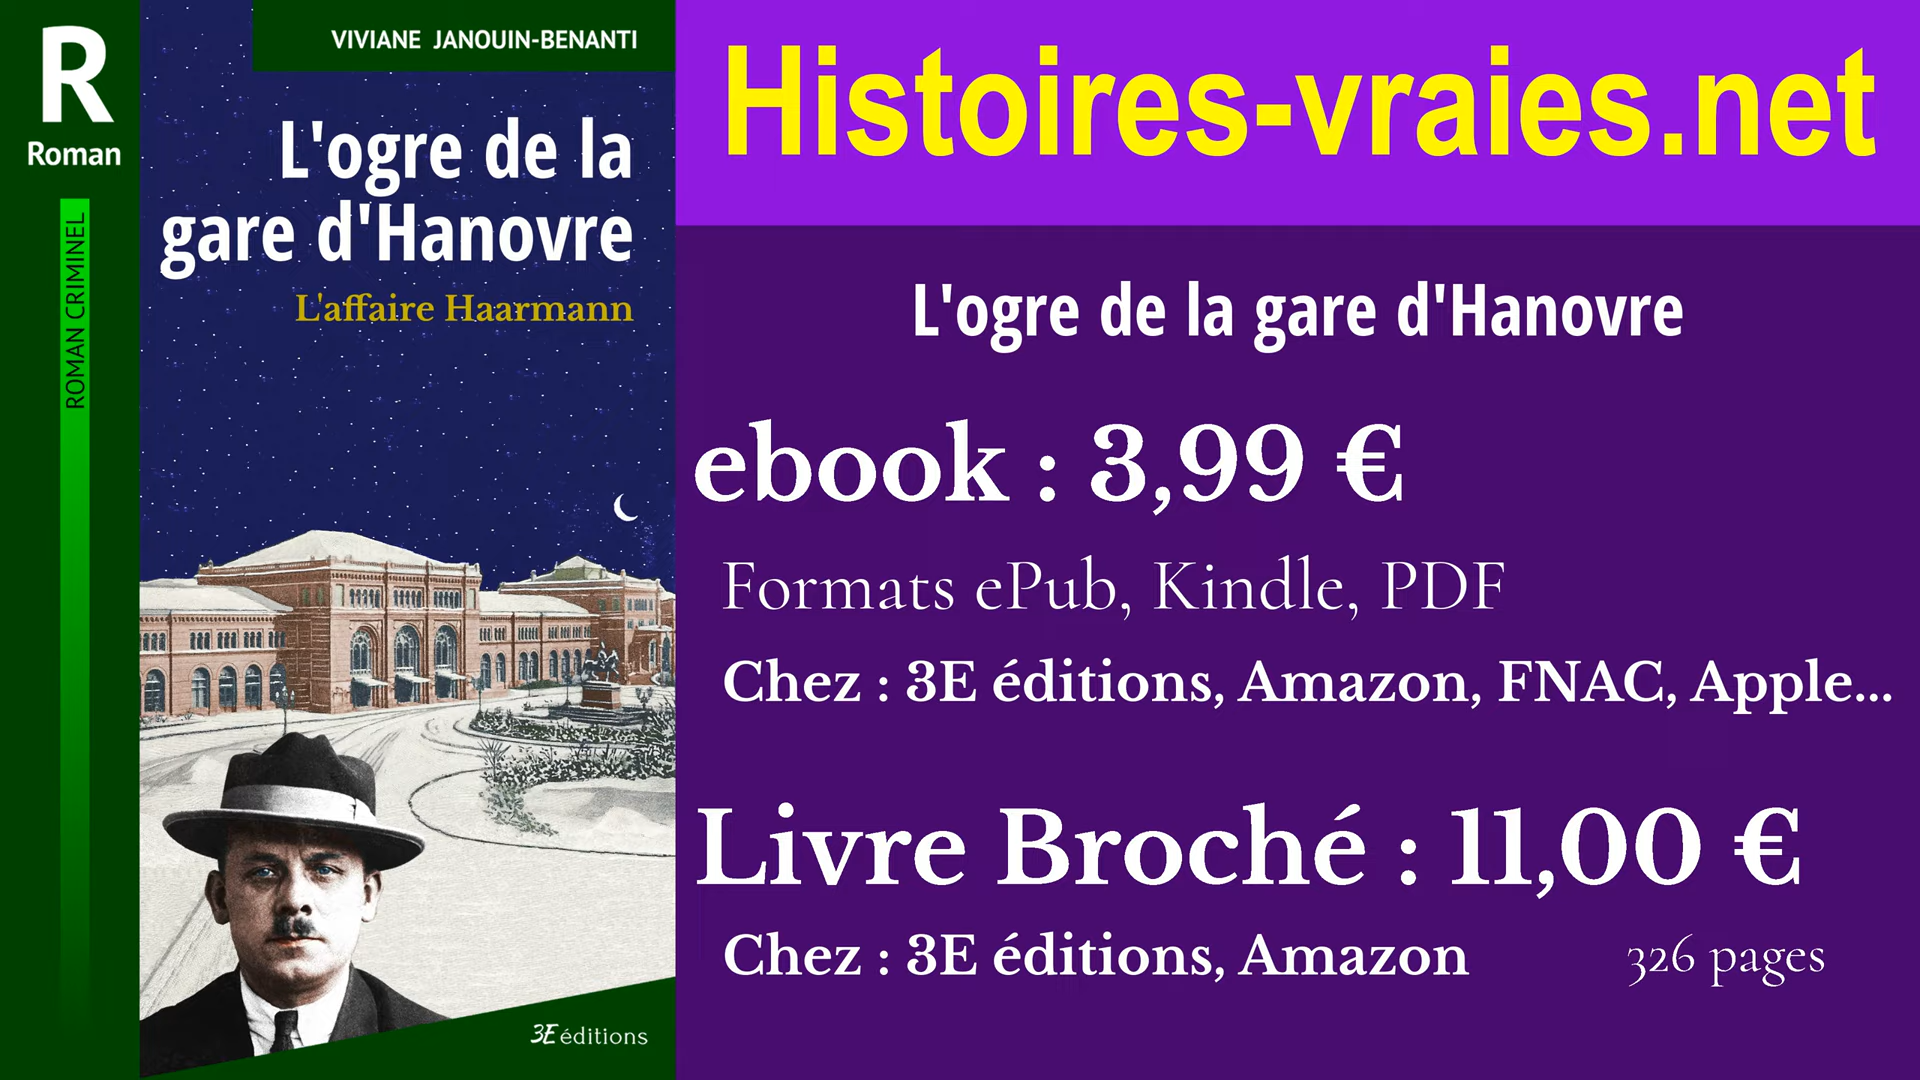 R
Roman
ROMAN CRIMINEL
VIVIANE JANOUIN-BENANTI
L'ogre de la
gare d'Hanovre
L'affaire Haarmann
3E éditions
Histoires-vraies.net
L'ogre de la gare d'Hanovre
ebook : 3,99 €
Formats ePub, Kindle, PDF
Chez : 3E éditions, Amazon, FNAC, Apple...
Livre Broché : 11,00 €
Chez : 3E éditions, Amazon
326 pages